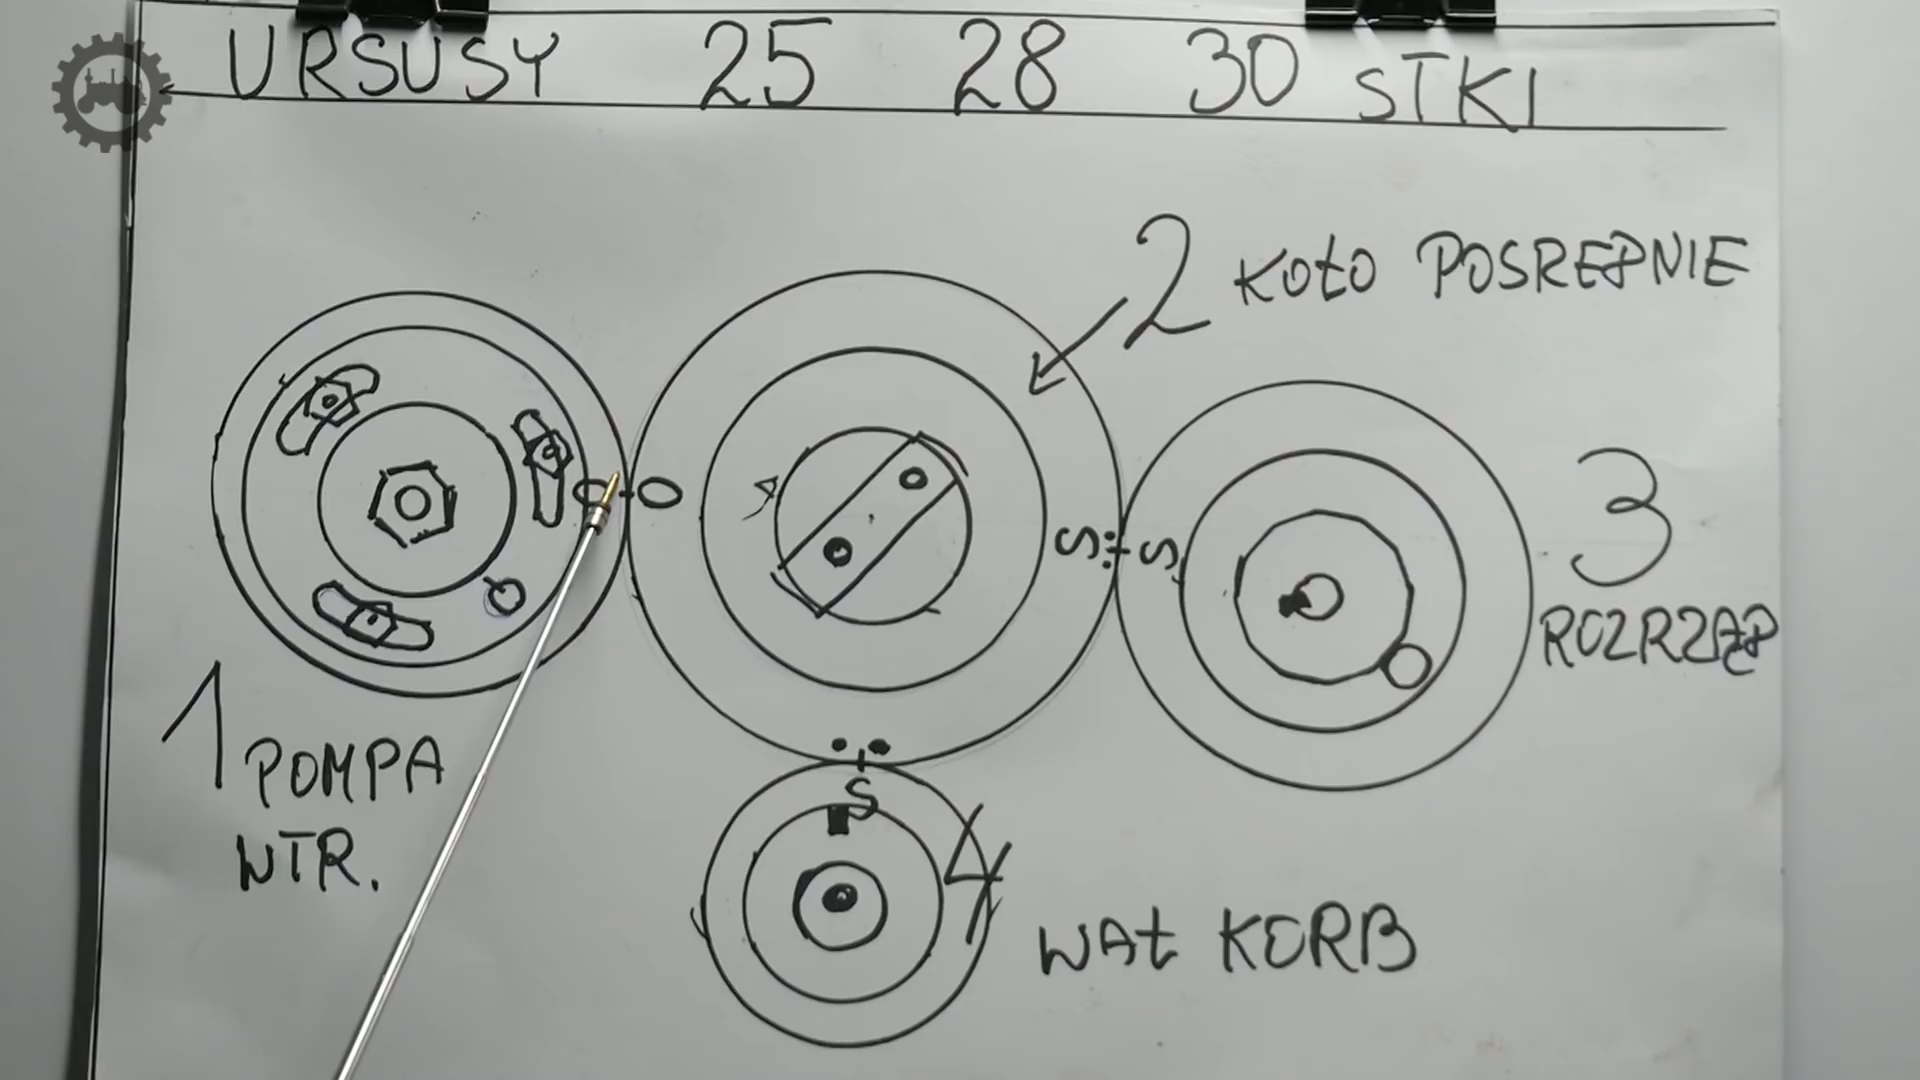 URSUSY 25 28 30 STKI
2 KOŁO POSREDNIE
O O
S S
3
ROZRZĄD
1 POMPA
WTR.
S
4
WAŁ KORB